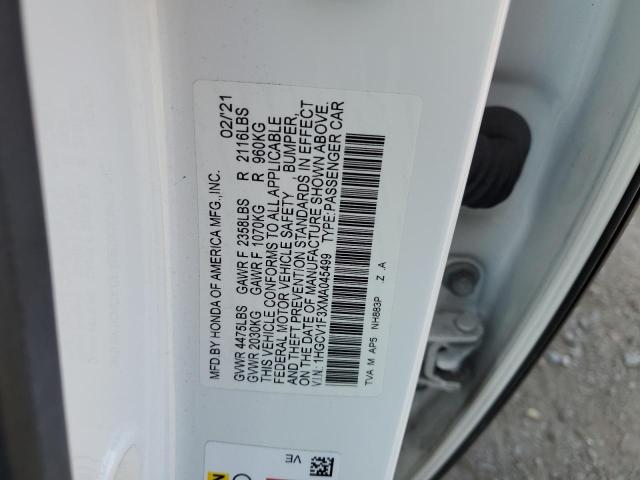 MFD.BY HONDA OF AMERICA MFG.,INC. 02/'21
GVWR 4475LBS GAWR F 2358LBS R 2116LBS
GVWR 2030KG GAWR F 1070KG R 960KG
THIS VEHICLE CONFORMS TO ALL APPLICABLE
FEDERAL MOTOR VEHICLE SAFETY BUMPER,
AND THEFT PREVENTION STANDARDS IN EFFECT
ON THE DATE OF MANUFACTURE SHOWN ABOVE.
V.I.N.: 1HGCV1F3XMA045499 TYPE:PASSENGER CAR
TVA M AP5 NH883P .Z .A
VE